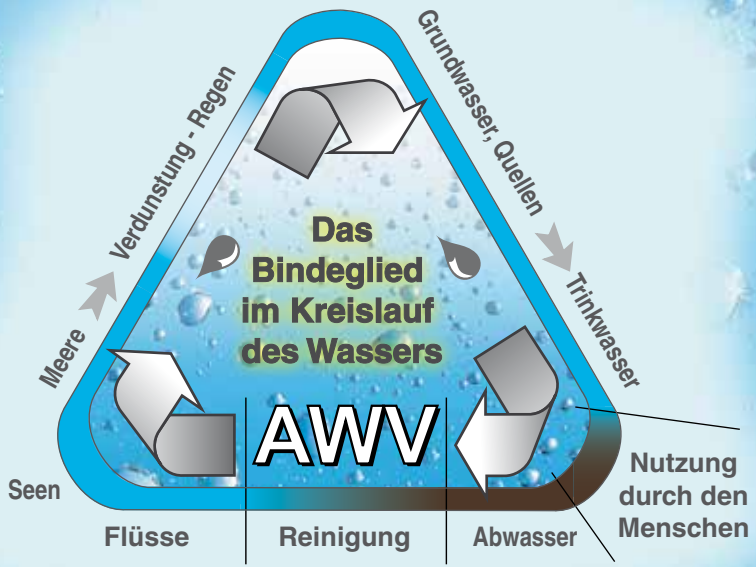 Verdunstung - Regen
Meere
Seen
Grundwasser, Quellen
Trinkwasser
Das
Bindeglied
im Kreislauf
des Wassers
AWV
Nutzung
durch den
Menschen
Flüsse
Reinigung
Abwasser